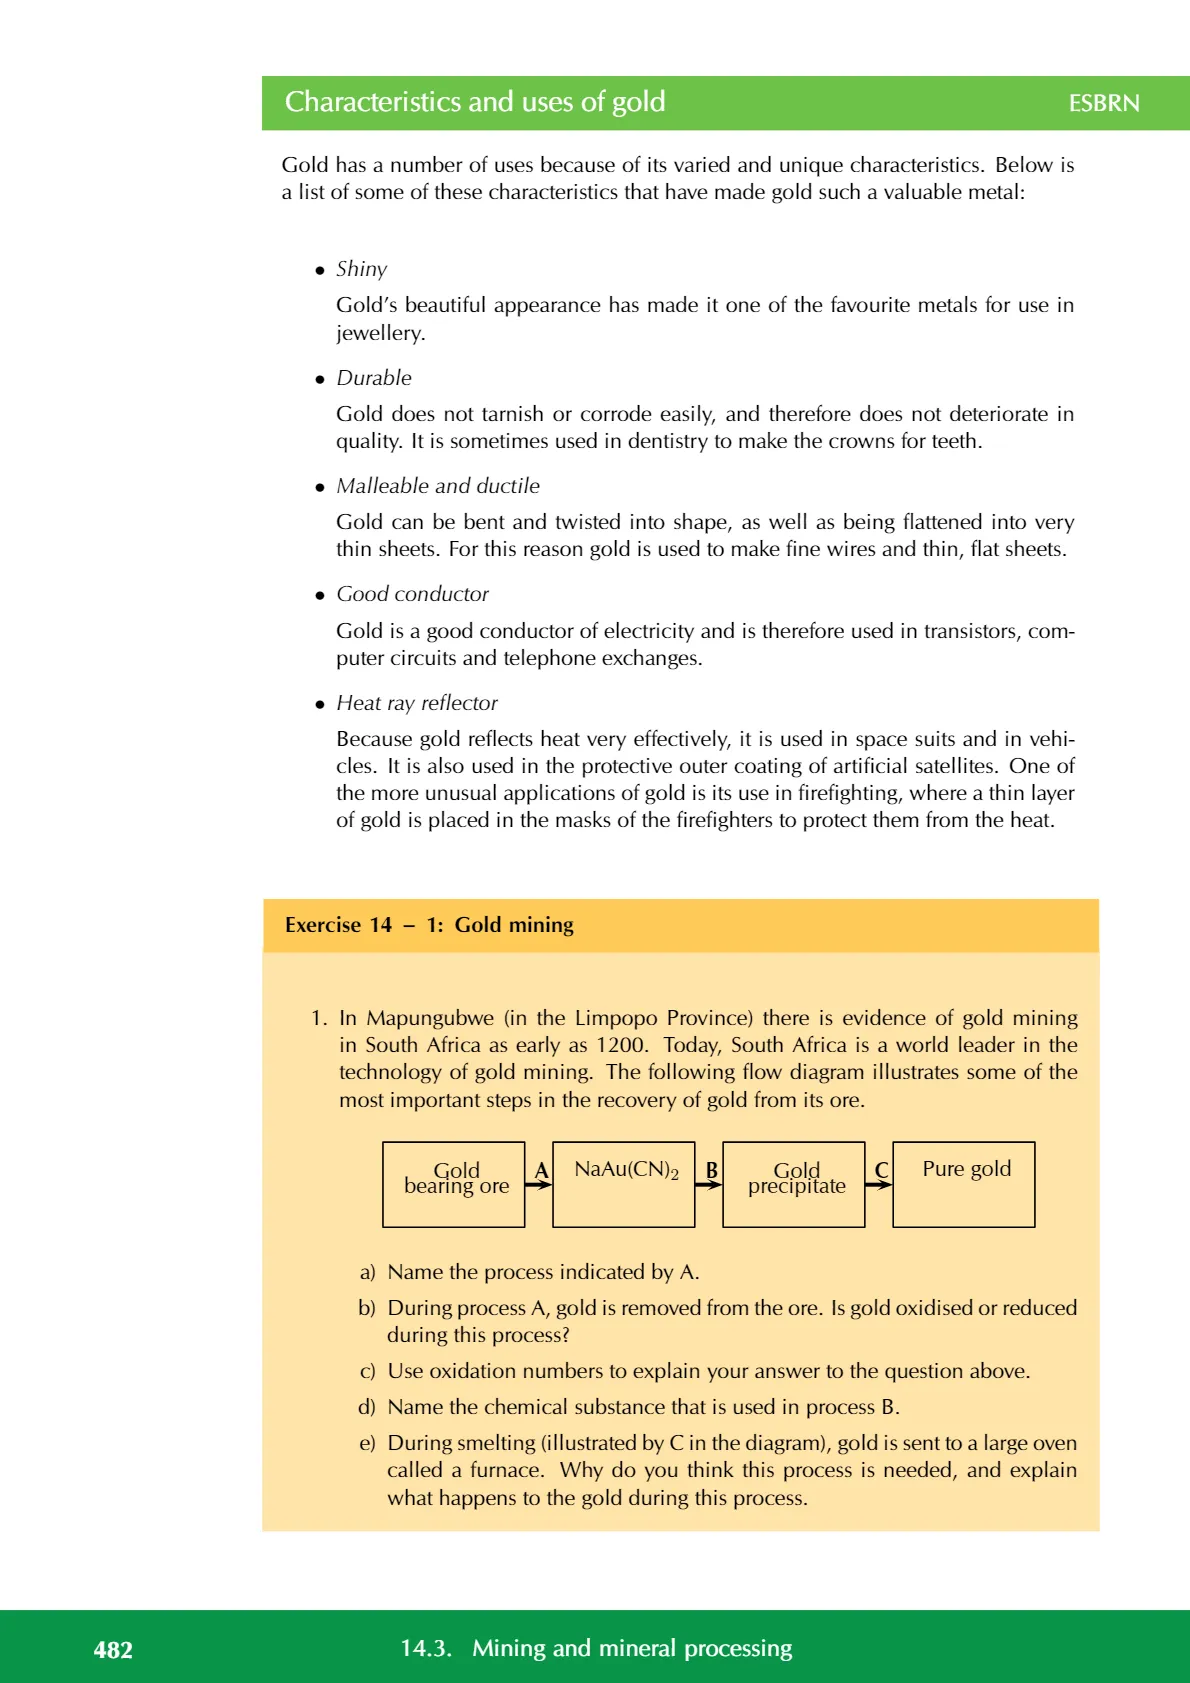 Characteristics and uses of gold ESBRN
Gold has a number of uses because of its varied and unique characteristics. Below is
a list of some of these characteristics that have made gold such a valuable metal:
• Shiny
Gold’s beautiful appearance has made it one of the favourite metals for use in
jewellery.
• Durable
Gold does not tarnish or corrode easily, and therefore does not deteriorate in
quality. It is sometimes used in dentistry to make the crowns for teeth.
• Malleable and ductile
Gold can be bent and twisted into shape, as well as being flattened into very
thin sheets. For this reason gold is used to make fine wires and thin, flat sheets.
• Good conductor
Gold is a good conductor of electricity and is therefore used in transistors, com-
puter circuits and telephone exchanges.
• Heat ray reflector
Because gold reflects heat very effectively, it is used in space suits and in vehi-
cles. It is also used in the protective outer coating of artificial satellites. One of
the more unusual applications of gold is its use in firefighting, where a thin layer
of gold is placed in the masks of the firefighters to protect them from the heat.
Exercise 14 – 1: Gold mining
1. In Mapungubwe (in the Limpopo Province) there is evidence of gold mining
in South Africa as early as 1200. Today, South Africa is a world leader in the
technology of gold mining. The following flow diagram illustrates some of the
most important steps in the recovery of gold from its ore.
Gold
bearing ore
A
NaAu(CN)₂
B
Gold
precipitate
C
Pure gold
a) Name the process indicated by A.
b) During process A, gold is removed from the ore. Is gold oxidised or reduced
during this process?
c) Use oxidation numbers to explain your answer to the question above.
d) Name the chemical substance that is used in process B.
e) During smelting (illustrated by C in the diagram), gold is sent to a large oven
called a furnace. Why do you think this process is needed, and explain
what happens to the gold during this process.
482 14.3. Mining and mineral processing